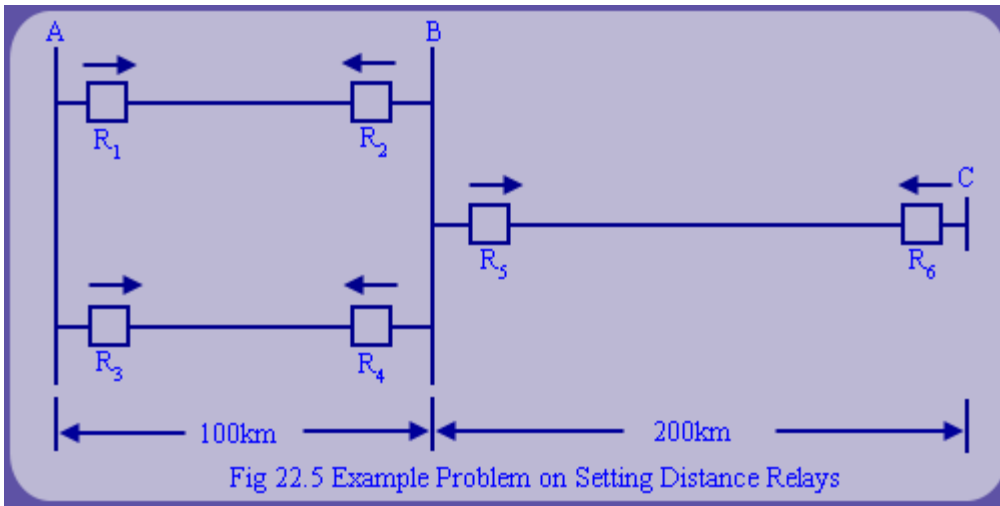 A
B
R1
R2
C
R5
R6
R3
R4
100km
200km
Fig 22.5 Example Problem on Setting Distance Relays